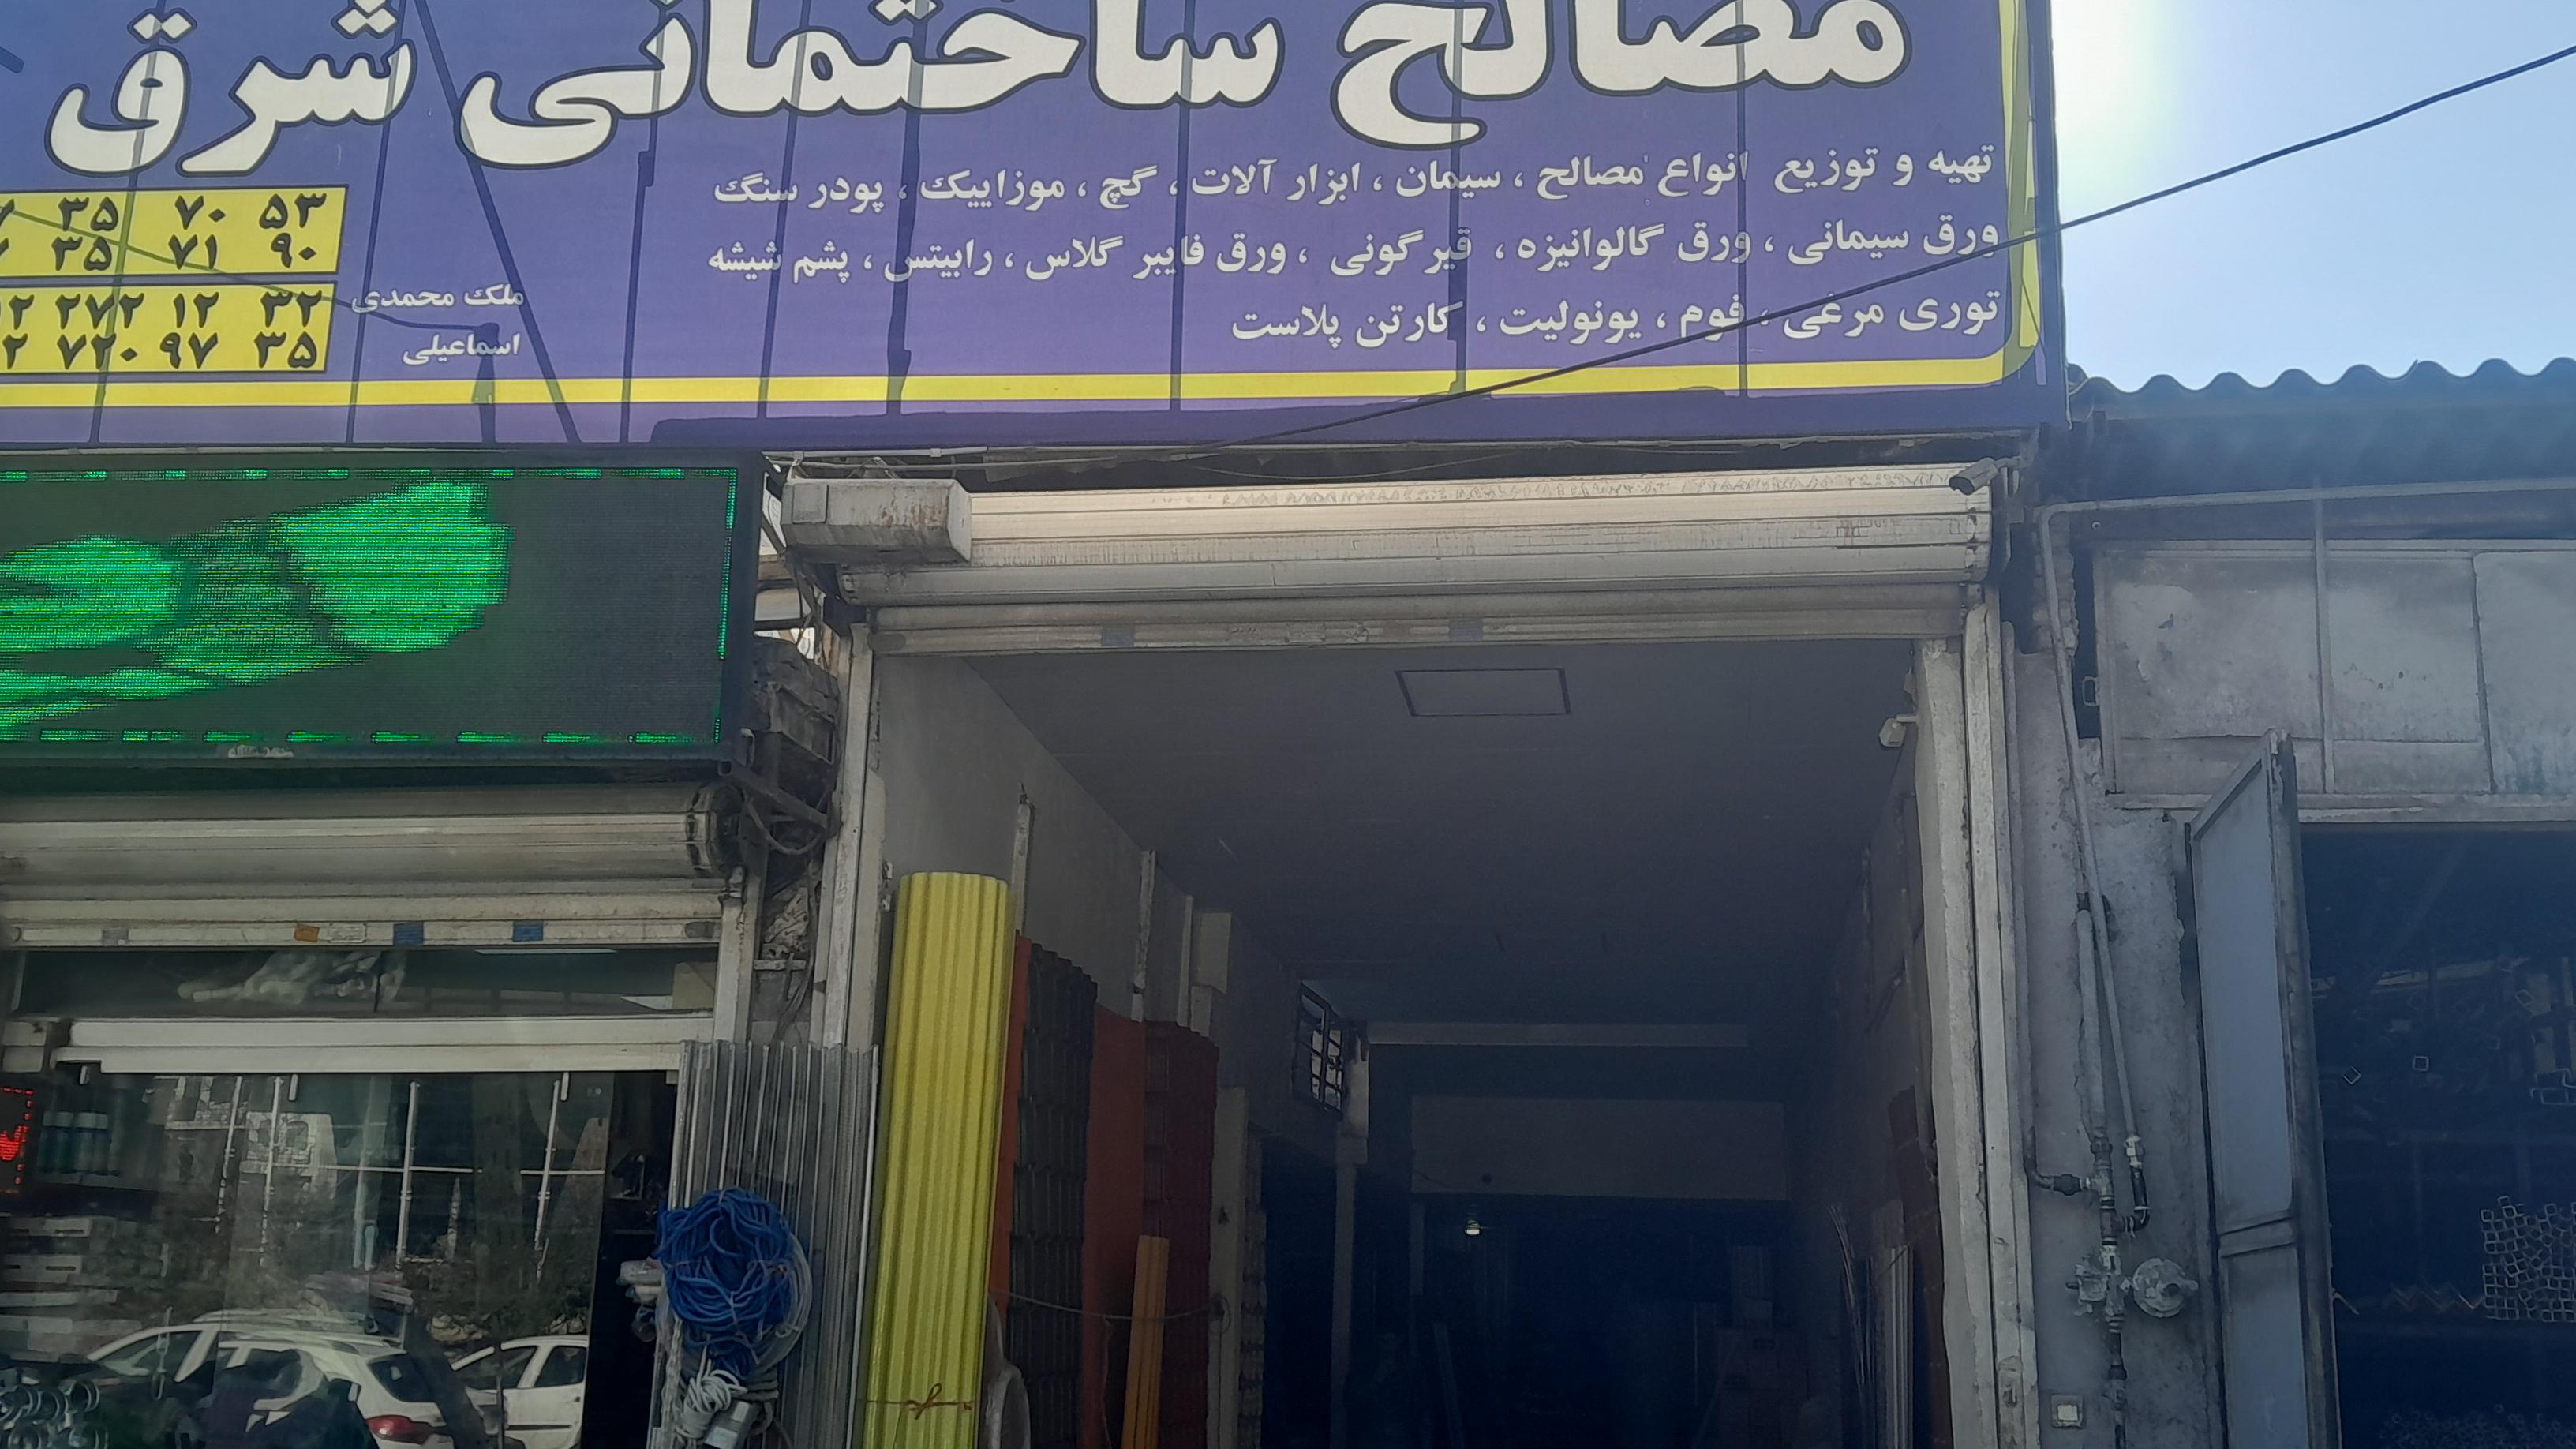 مصالح ساختمانی شرق
تهیه و توزیع انواع مصالح ، سیمان ، ابزار آلات ، گچ ، موزاییک ، پودر سنگ
ورق سیمانی ، ورق گالوانیزه ، قیر گونی ، ورق فایبر گلاس ، رابیتس ، پشم شیشه
توری مرغی ، فوم ، یونولیت ، کارتن پلاست
۳۵ ۷۰ ۵۳
۳۵ ۷۱ ۹۰
ملک محمدی ۲۷۲ ۱۲ ۳۲
اسماعیلی ۷۲۰ ۹۷ ۳۵